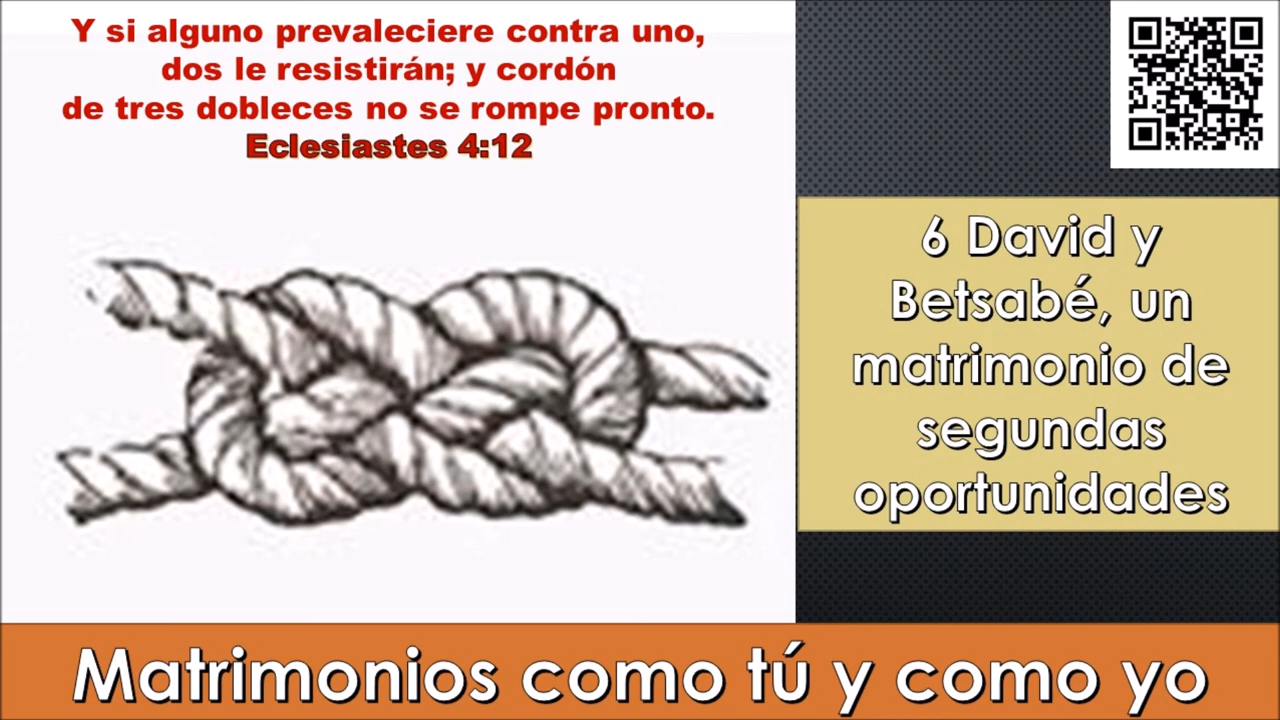 Y si alguno prevaleciere contra uno,
dos le resistirán; y cordón
de tres dobleces no se rompe pronto.
Eclesiastes 4:12
6 David y
Betsabé, un
matrimonio de
segundas
oportunidades
Matrimonios como tú y como yo